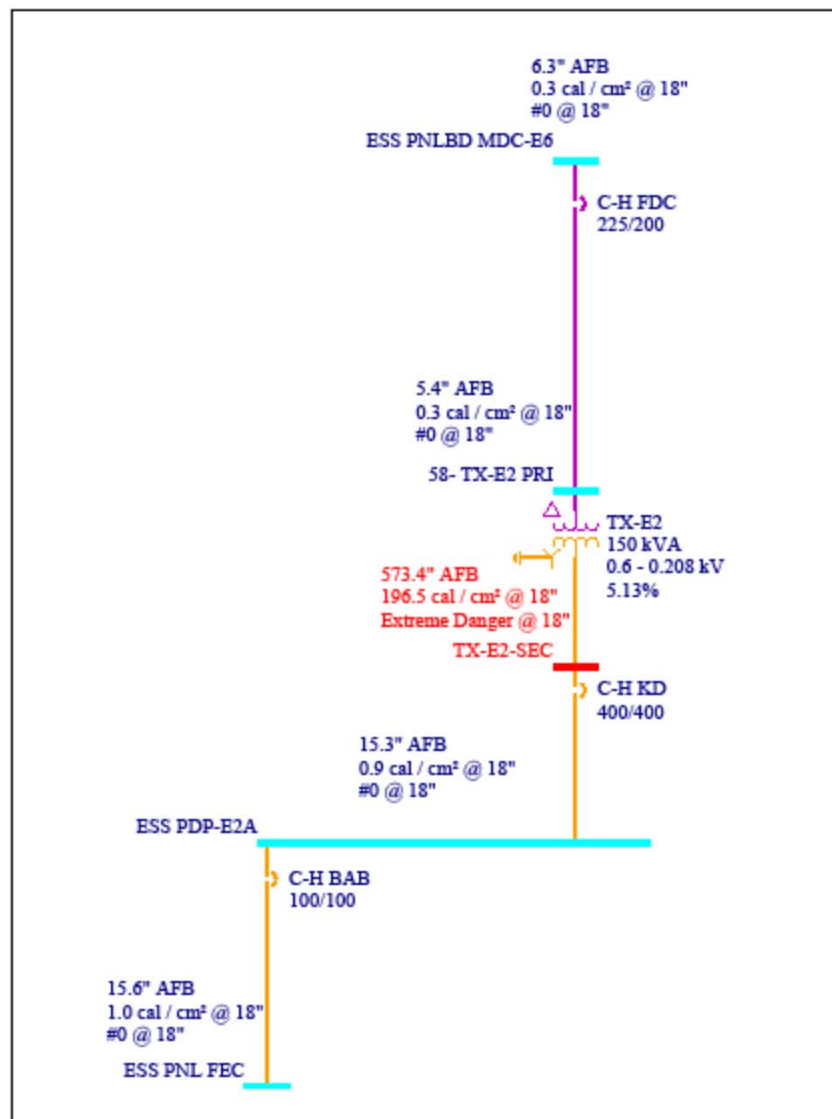 6.3" AFB
0.3 cal / cm² @ 18"
#0 @ 18"
ESS PNLBD MDC-E6
C-H FDC
225/200
5.4" AFB
0.3 cal / cm² @ 18"
#0 @ 18"
58- TX-E2 PRI
TX-E2
150 kVA
0.6 - 0.208 kV
5.13%
573.4" AFB
196.5 cal / cm² @ 18"
Extreme Danger @ 18"
TX-E2-SEC
C-H KD
400/400
15.3" AFB
0.9 cal / cm² @ 18"
#0 @ 18"
ESS PDP-E2A
C-H BAB
100/100
15.6" AFB
1.0 cal / cm² @ 18"
#0 @ 18"
ESS PNL FEC